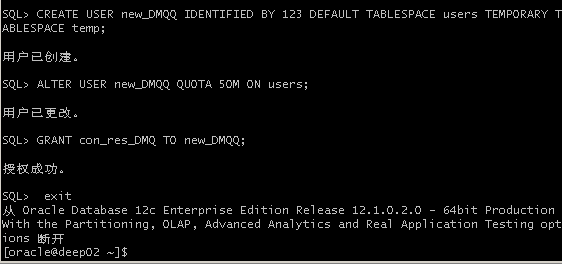 SQL> CREATE USER new_DMQQ IDENTIFIED BY 123 DEFAULT TABLESPACE users TEMPORARY T
ABLESPACE temp;
用户已创建。
SQL> ALTER USER new_DMQQ QUOTA 50M ON users;
用户已更改。
SQL> GRANT con_res_DMQ TO new_DMQQ;
授权成功。
SQL>  exit
从 Oracle Database 12c Enterprise Edition Release 12.1.0.2.0 - 64bit Production
With the Partitioning, OLAP, Advanced Analytics and Real Application Testing opt
ions 断开
[oracle@deep02 ~]$